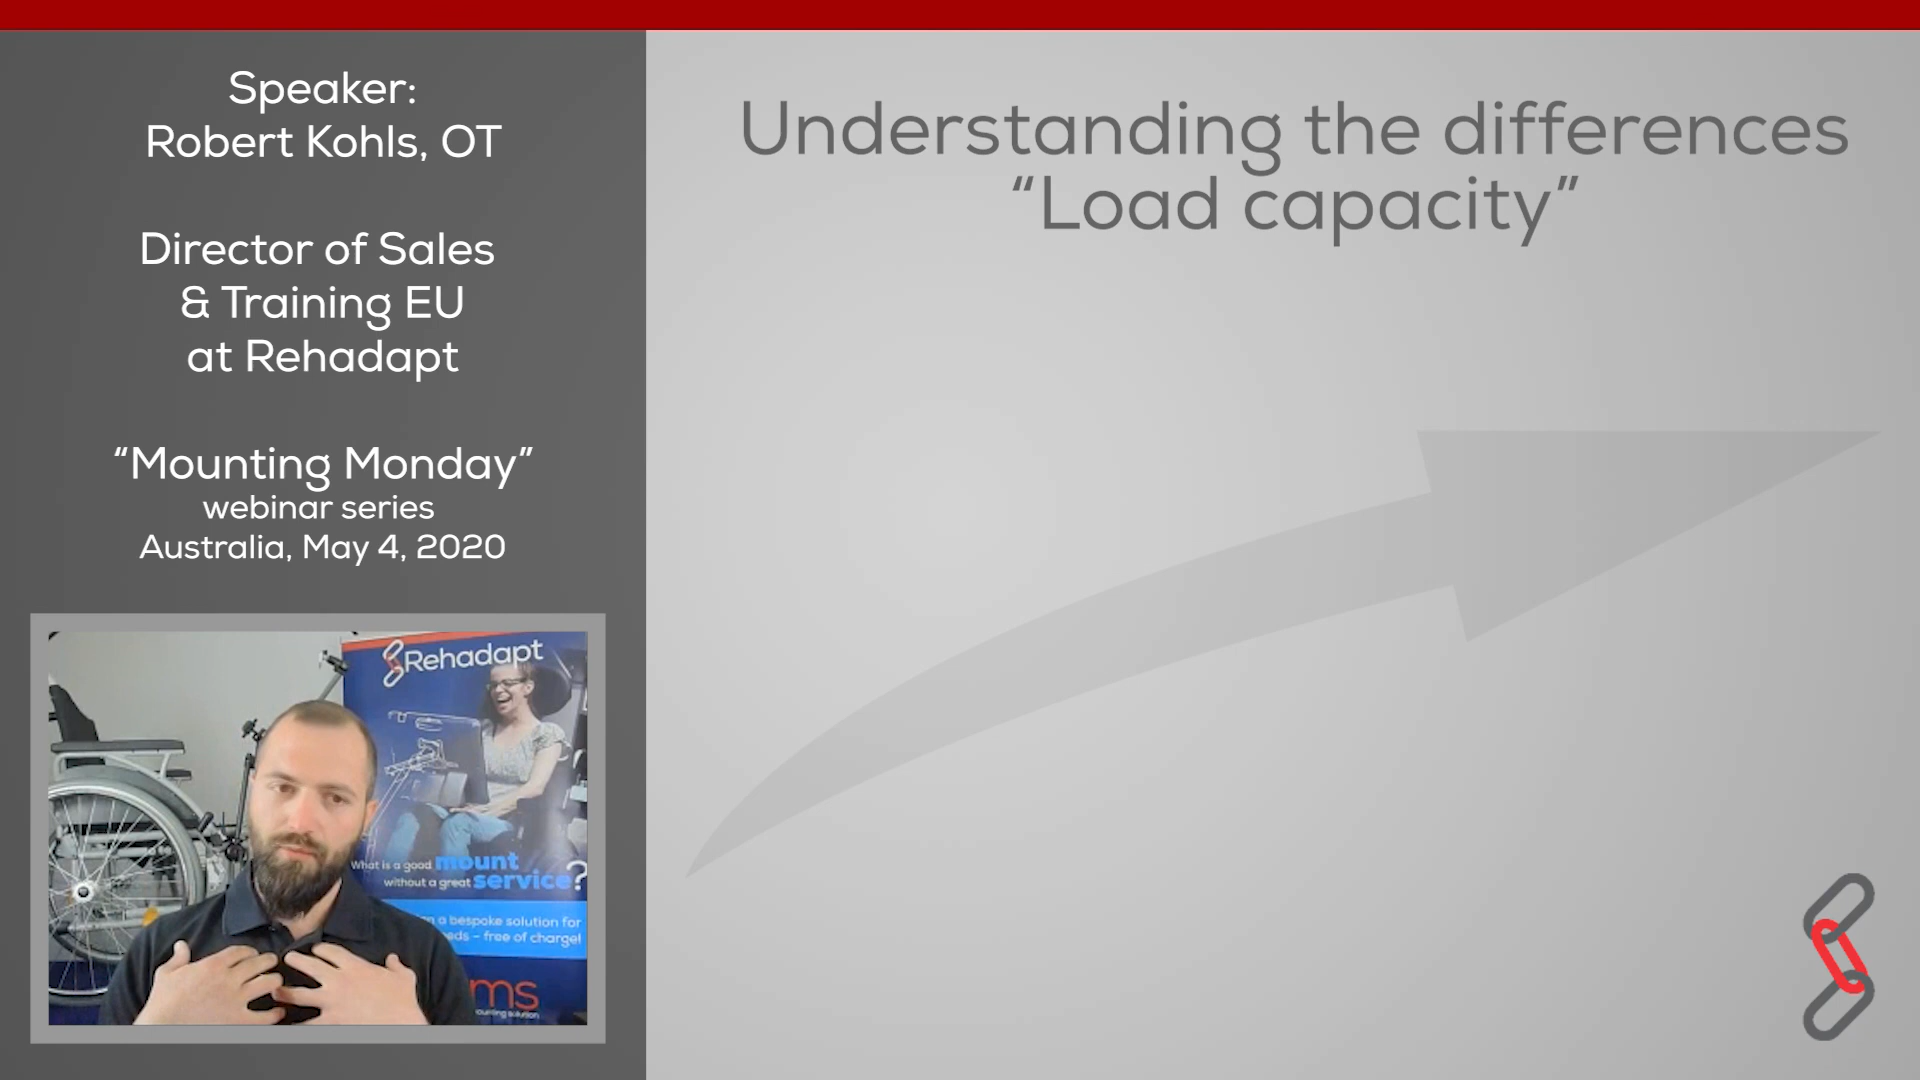 Speaker:
Robert Kohls, OT
Director of Sales
& Training EU
at Rehadapt
“Mounting Monday”
webinar series
Australia, May 4, 2020
Understanding the differences
“Load capacity”
Rehadapt
What is a good mount
without a great service?
a bespoke solution for
– free of charge!
ms